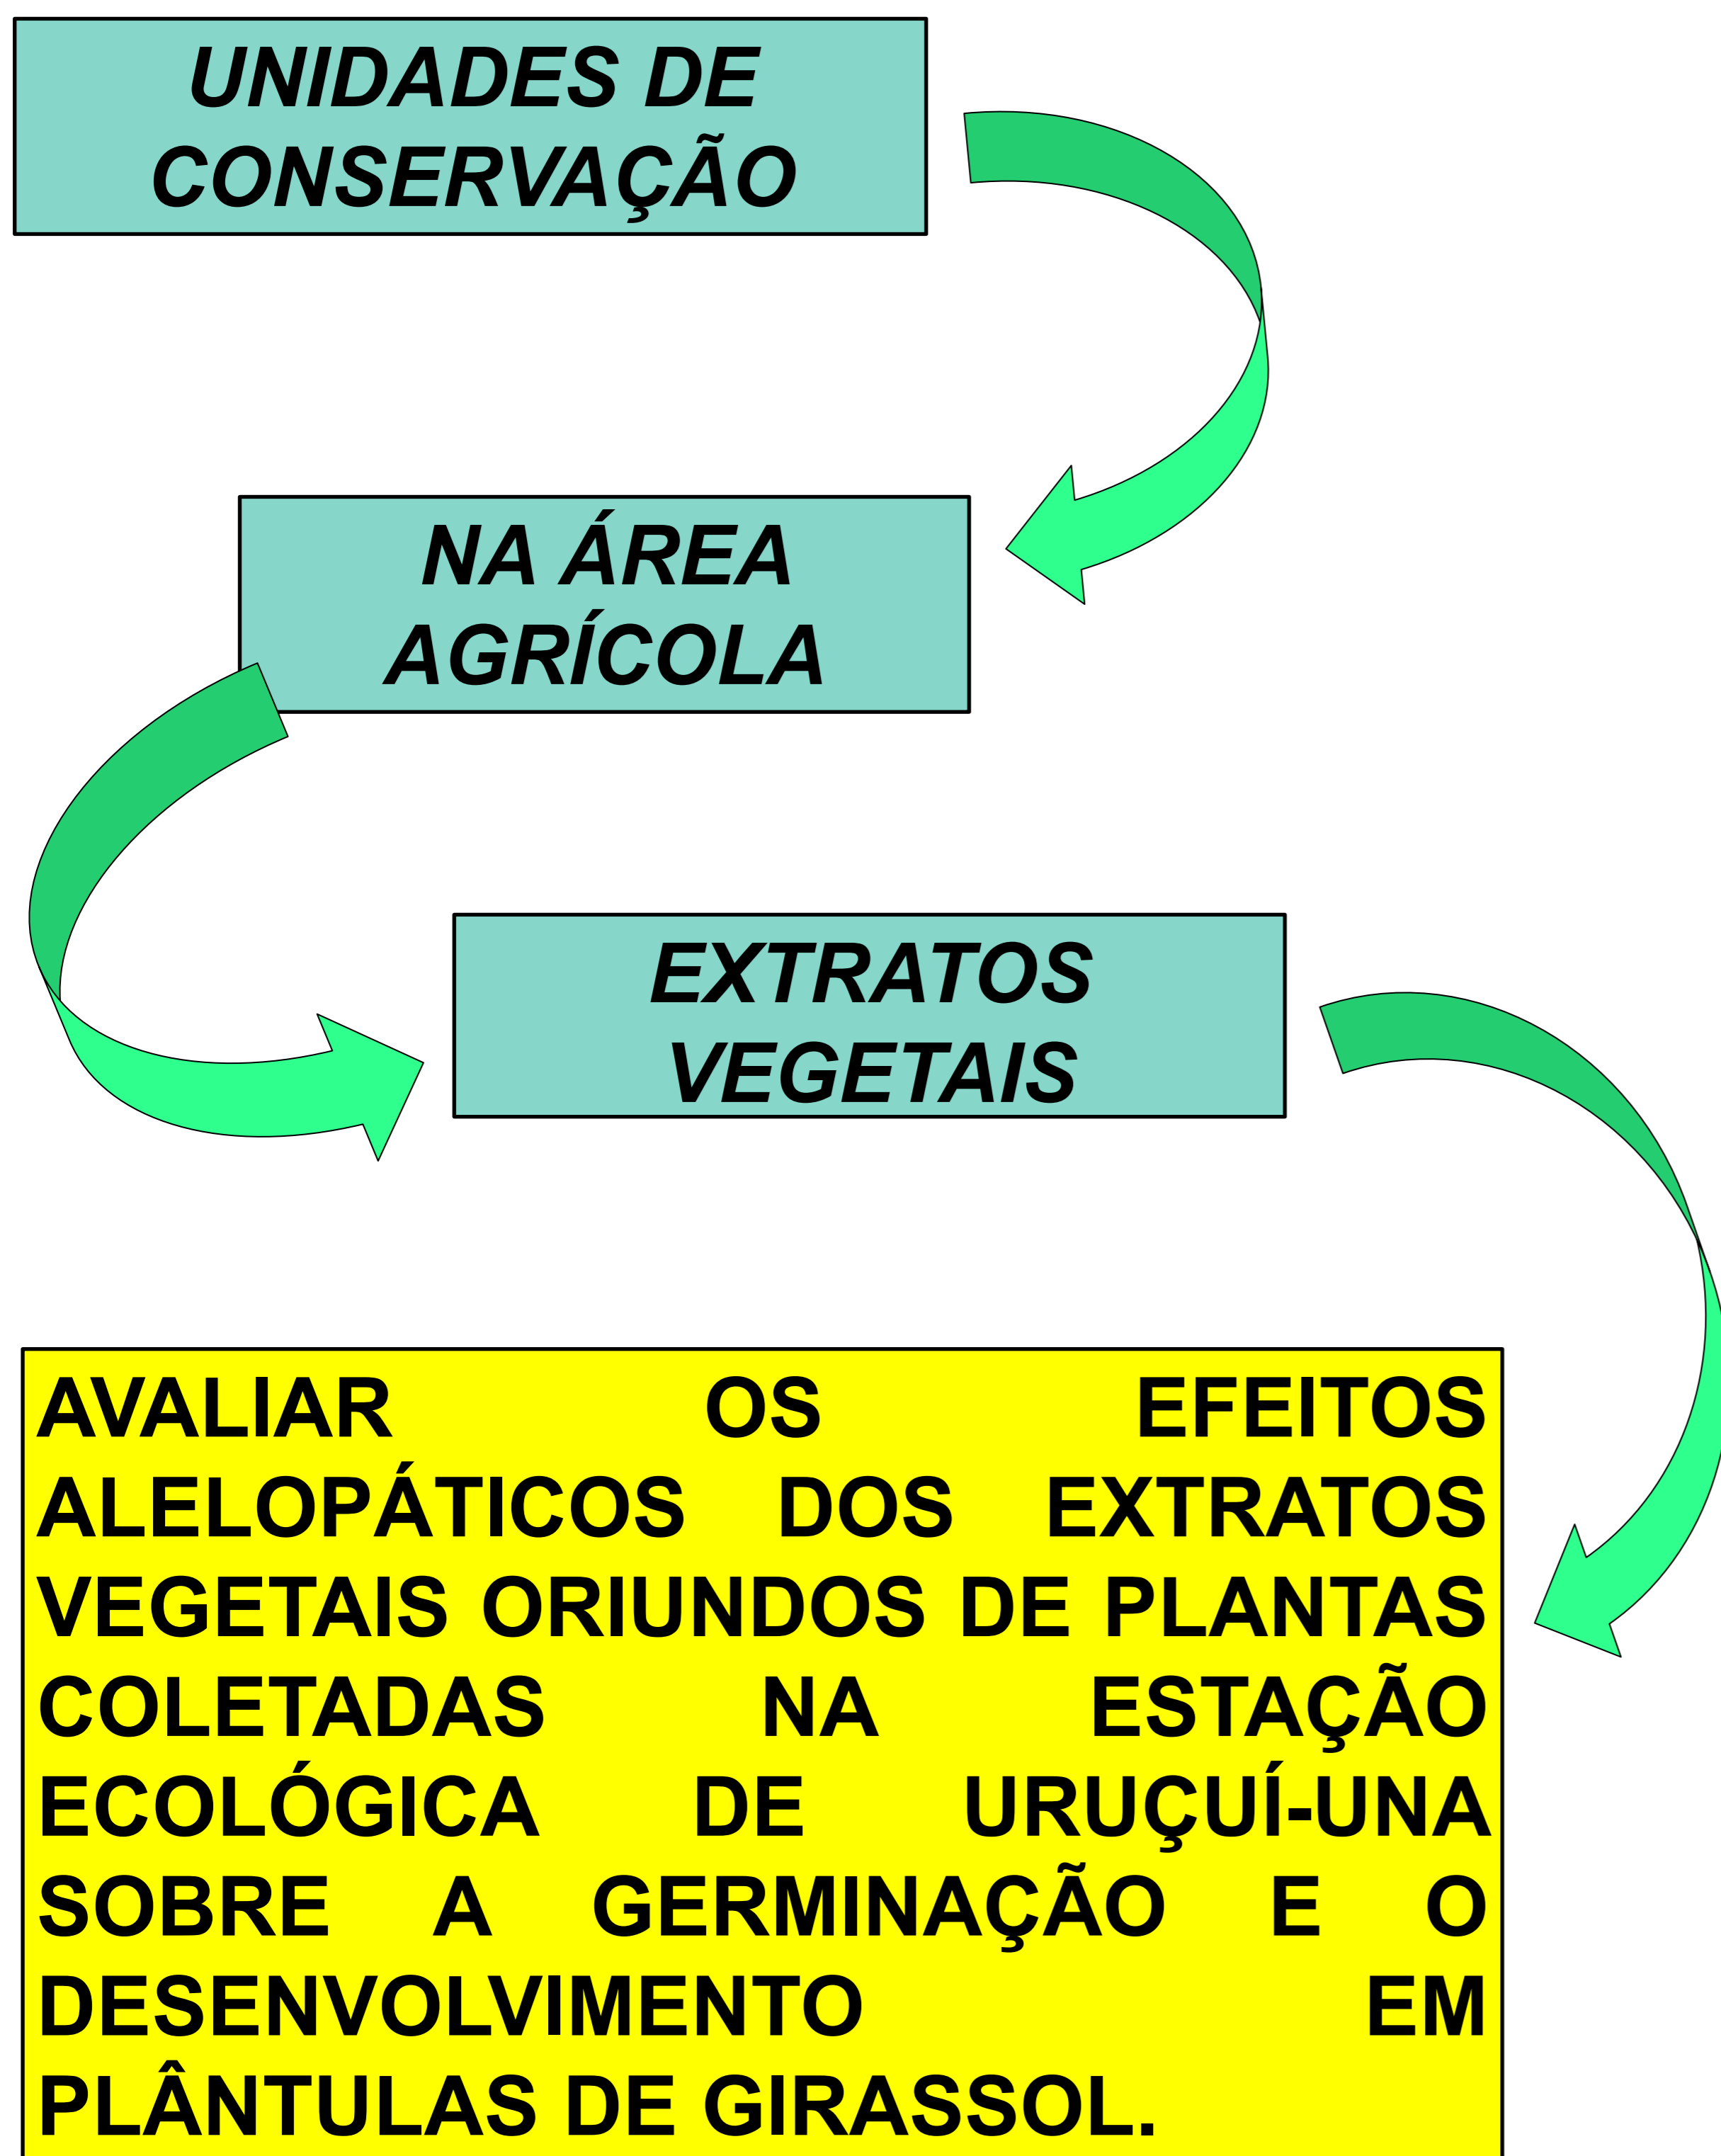 UNIDADES DE
CONSERVAÇÃO
NA ÁREA
AGRÍCOLA
EXTRATOS
VEGETAIS
AVALIAR OS EFEITOS
ALELOPÁTICOS DOS EXTRATOS
VEGETAIS ORIUNDOS DE PLANTAS
COLETADAS NA ESTAÇÃO
ECOLÓGICA DE URUÇUÍ-UNA
SOBRE A GERMINAÇÃO E O
DESENVOLVIMENTO EM
PLÂNTULAS DE GIRASSOL.